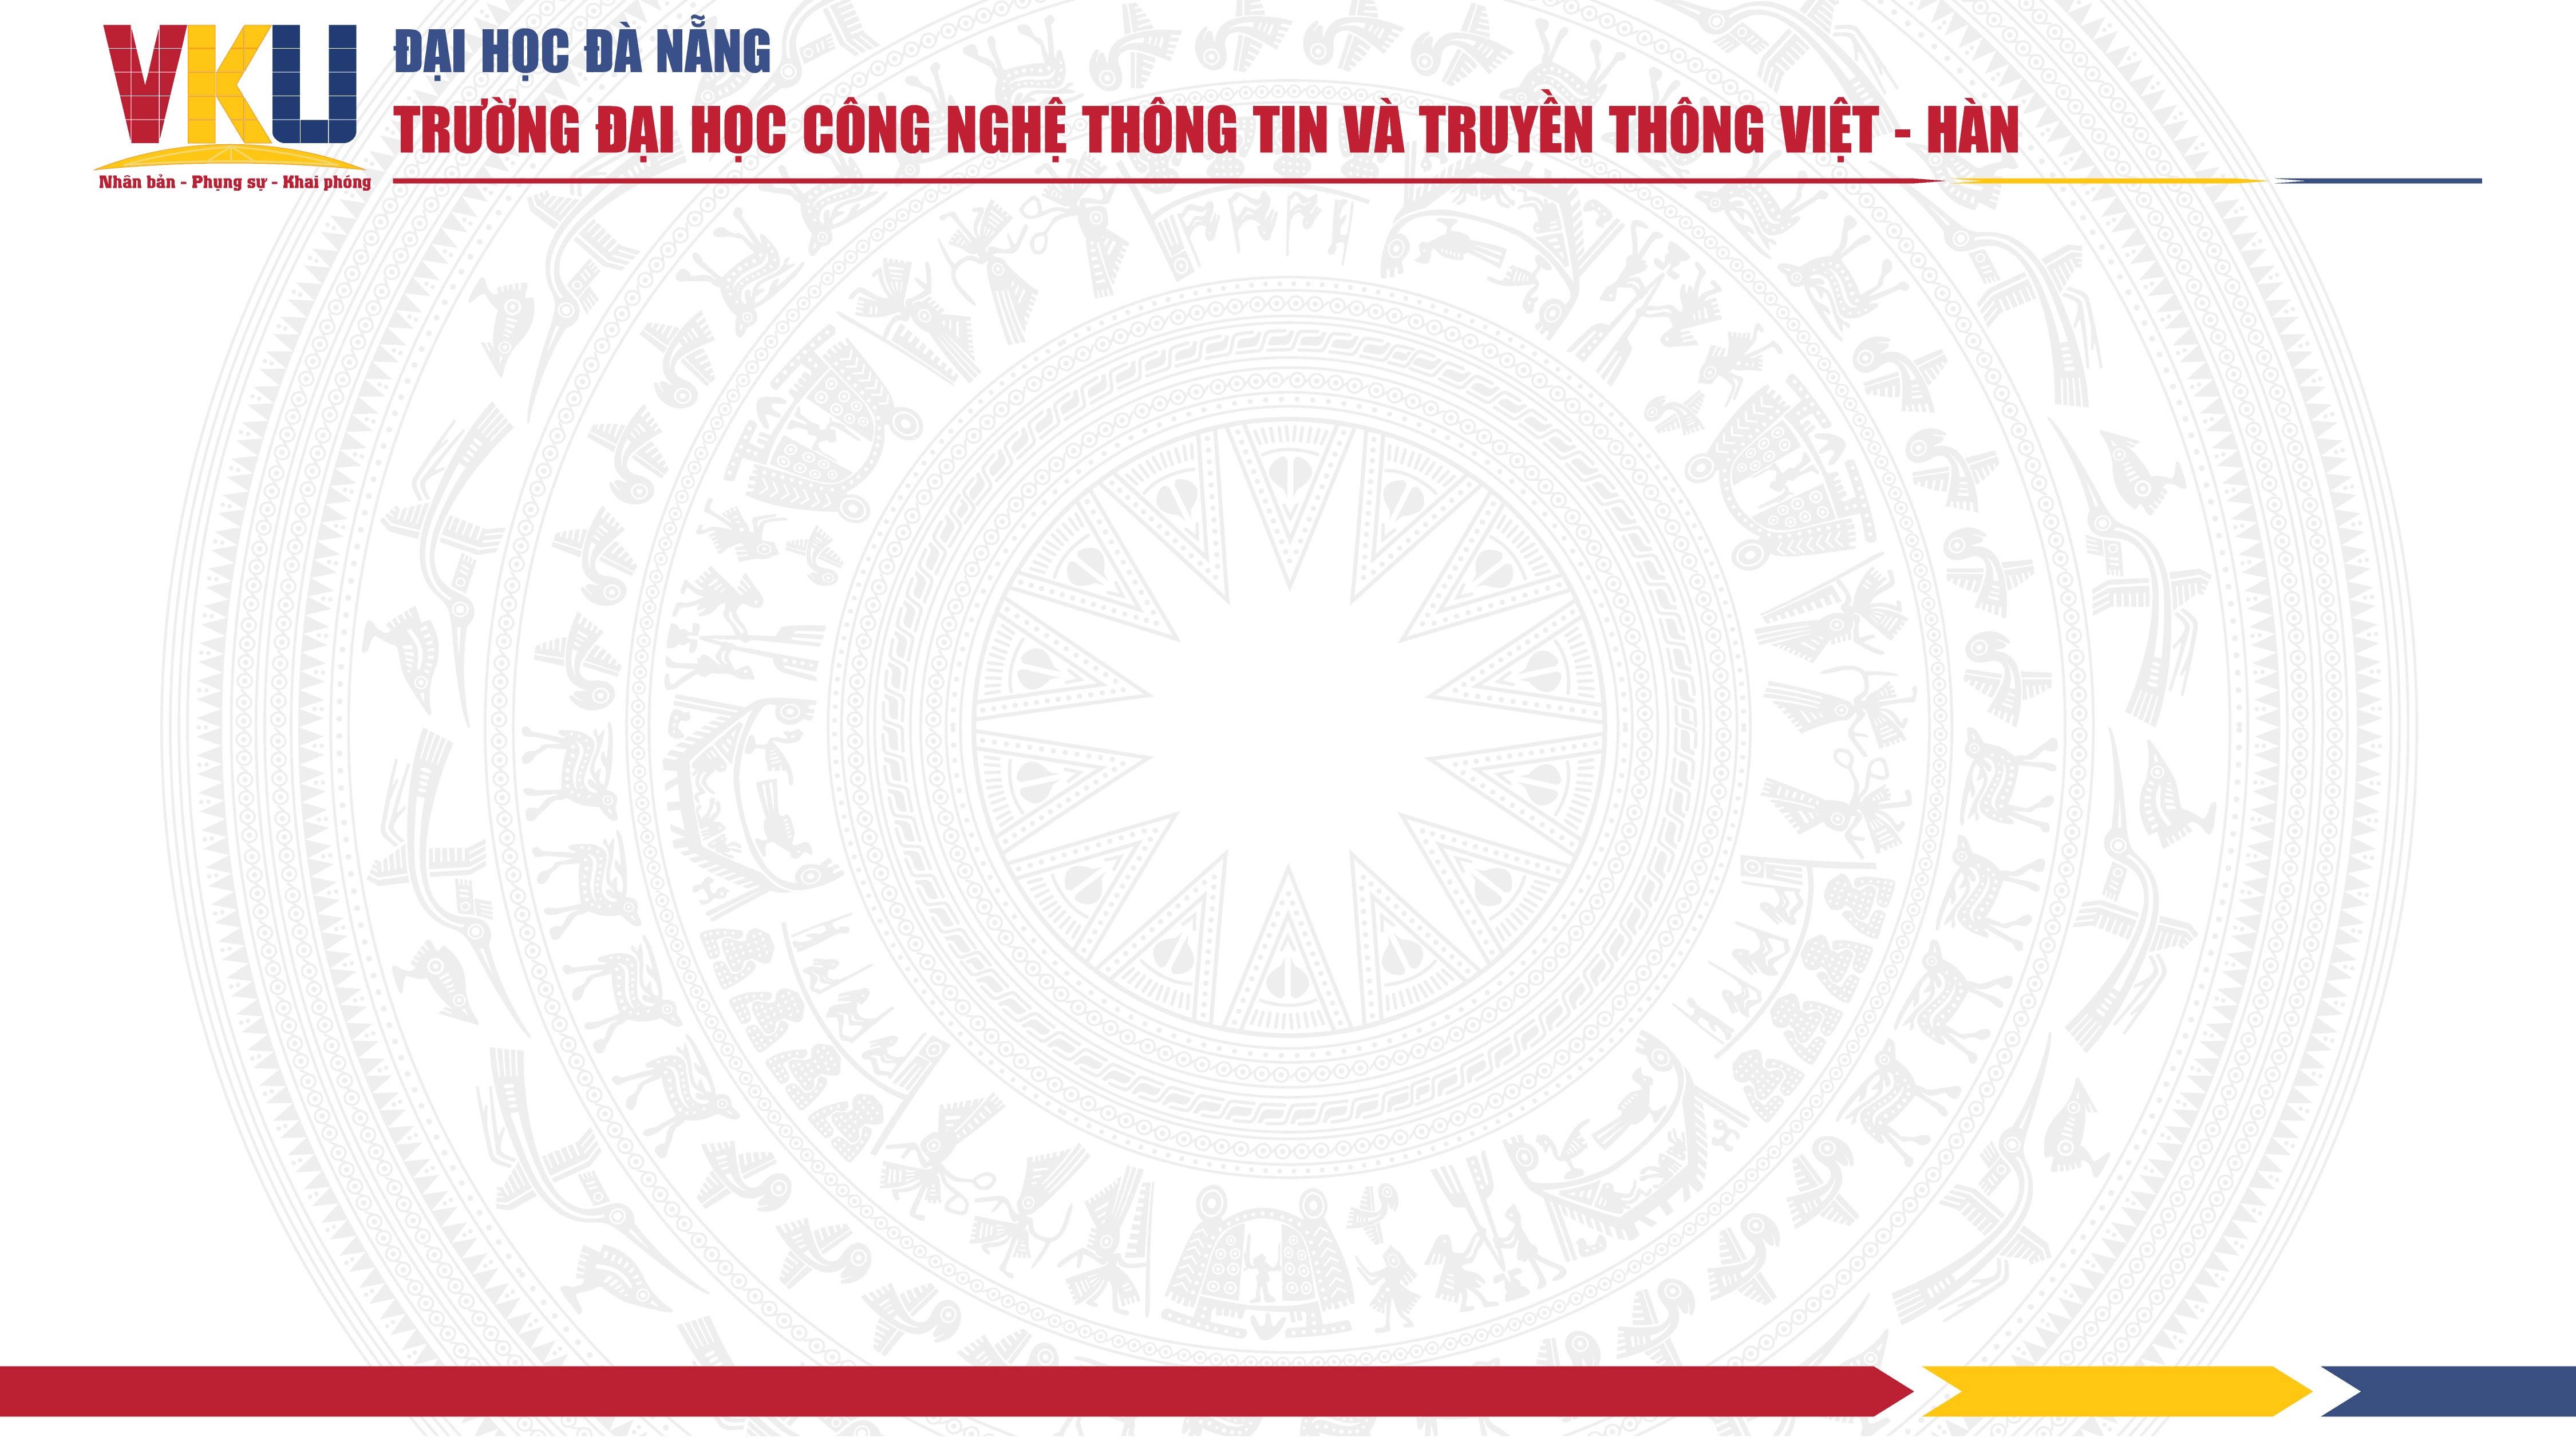 VKU
Nhân bản - Phụng sự - Khai phóng
ĐẠI HỌC ĐÀ NẴNG
TRƯỜNG ĐẠI HỌC CÔNG NGHỆ THÔNG TIN VÀ TRUYỀN THÔNG VIỆT - HÀN